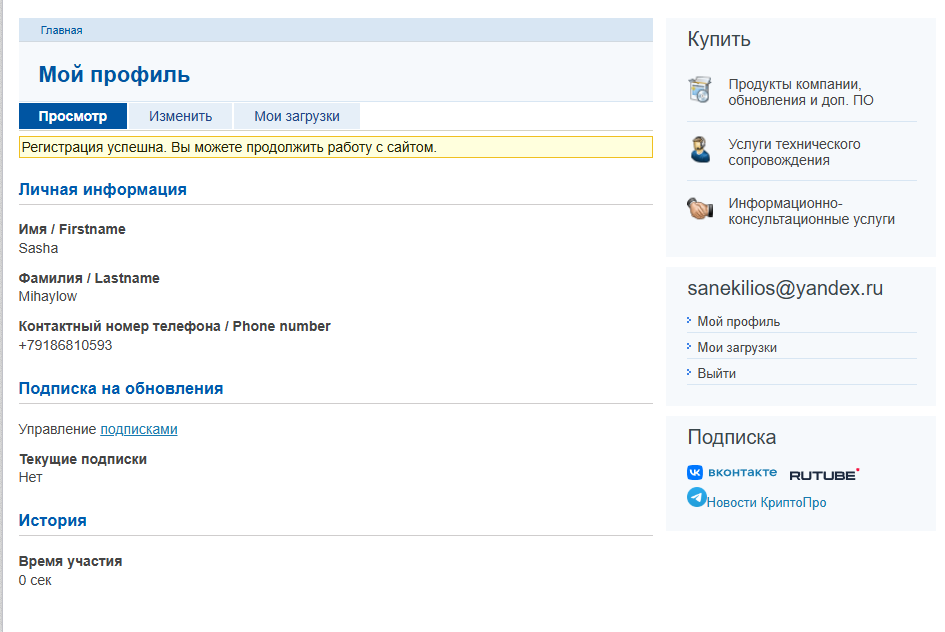 Главная
Мой профиль
Просмотр
Изменить
Мои загрузки
Регистрация успешна. Вы можете продолжить работу с сайтом.
Личная информация
Имя / Firstname
Sasha
Фамилия / Lastname
Mihaylow
Контактный номер телефона / Phone number
+79186810593
Подписка на обновления
Управление подписками
Текущие подписки
Нет
История
Время участия
0 сек
Купить
Продукты компании,
обновления и доп. ПО
Услуги технического
сопровождения
Информационно-
консультационные услуги
sanekilios@yandex.ru
Мой профиль
Мои загрузки
Выйти
Подписка
вконтакте
RUTUBE
Новости КриптоПро